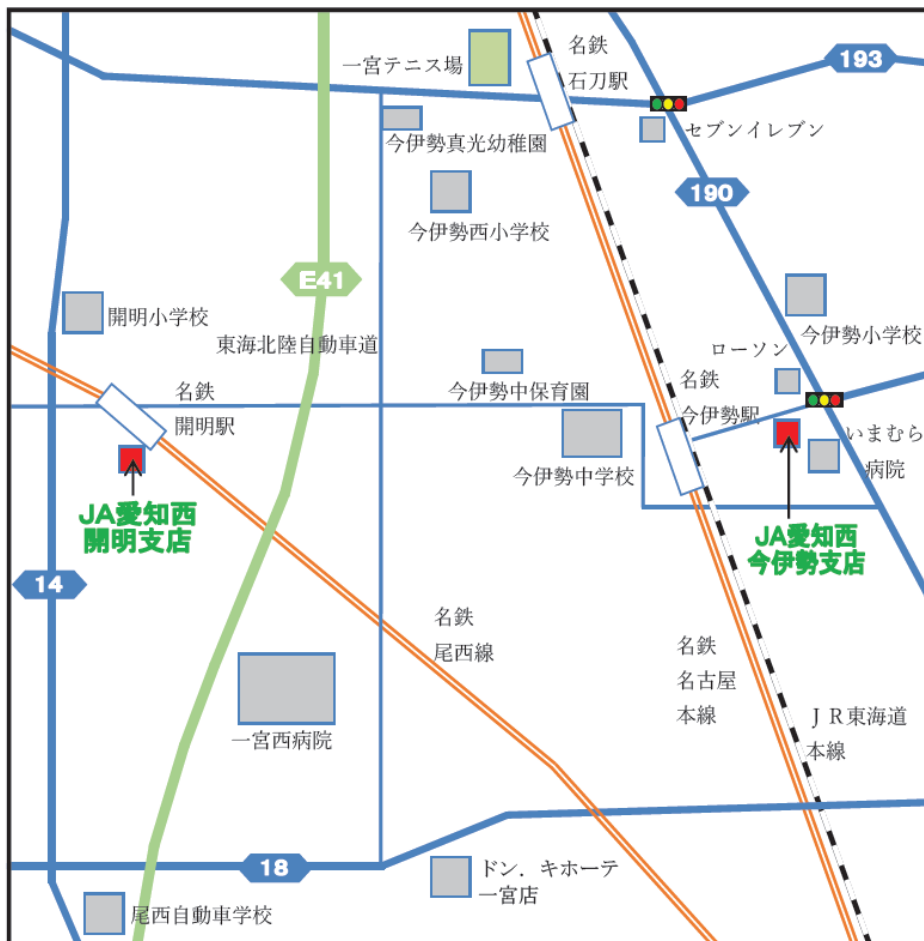 名鉄
石刀駅
193
一宮テニス場
セブンイレブン
今伊勢真光幼稚園
190
今伊勢西小学校
E41
開明小学校
東海北陸自動車道
今伊勢小学校
ローソン
今伊勢中保育園
名鉄
今伊勢駅
名鉄
開明駅
いまむら
病院
今伊勢中学校
JA愛知西
開明支店
JA愛知西
今伊勢支店
14
名鉄
尾西線
名鉄
名古屋
本線
ＪＲ東海道
本線
一宮西病院
18
ドン．キホーテ
一宮店
尾西自動車学校